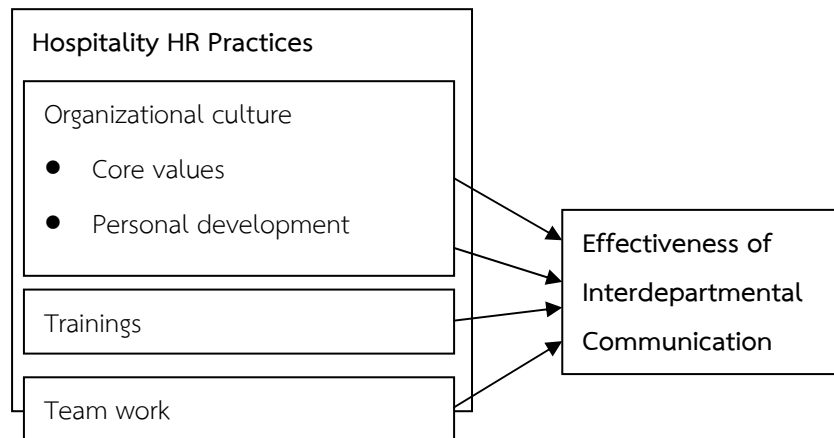 Hospitality HR Practices
Organizational culture
● Core values
● Personal development
Effectiveness of
Interdepartmental
Communication
Trainings
Team work